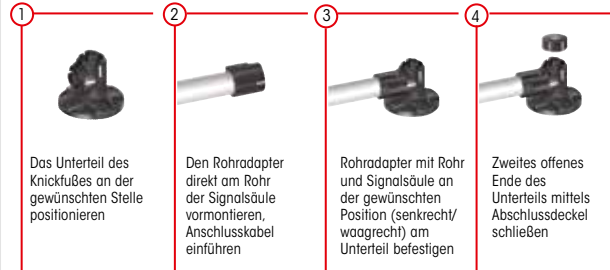 1
2
3
4
Das Unterteil des
Knickfußes an der
gewünschten Stelle
positionieren
Den Rohradapter
direkt am Rohr
der Signalsäule
vormontieren,
Anschlusskabel
einführen
Rohradapter mit Rohr
und Signalsäule an
der gewünschten
Position (senkrecht/
waagrecht) am
Unterteil befestigen
Zweites offenes
Ende des
Unterteils mittels
Abschlussdeckel
schließen